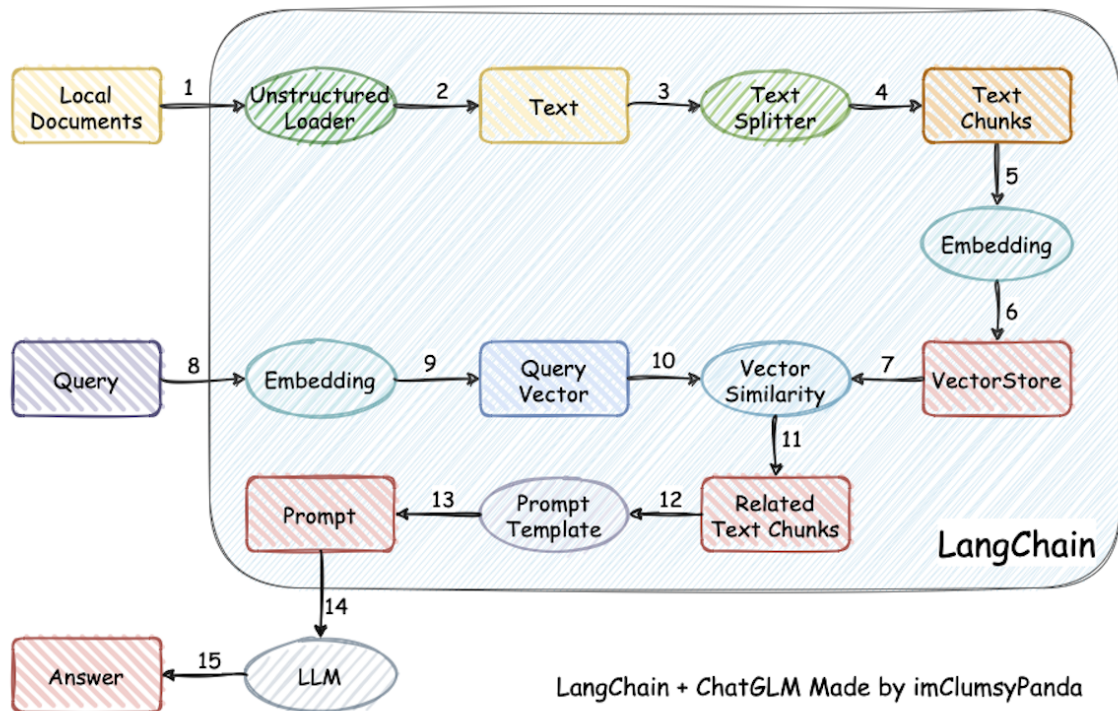 1
2
3
4
Local
Documents
Unstructured
Loader
Text
Text
Splitter
Text
Chunks
5
Embedding
6
8
9
10
7
Query
Embedding
Query
Vector
Vector
Similarity
VectorStore
11
13
12
Prompt
Prompt
Template
Related
Text Chunks
LangChain
14
15
Answer
LLM
LangChain + ChatGLM Made by imClumsyPanda